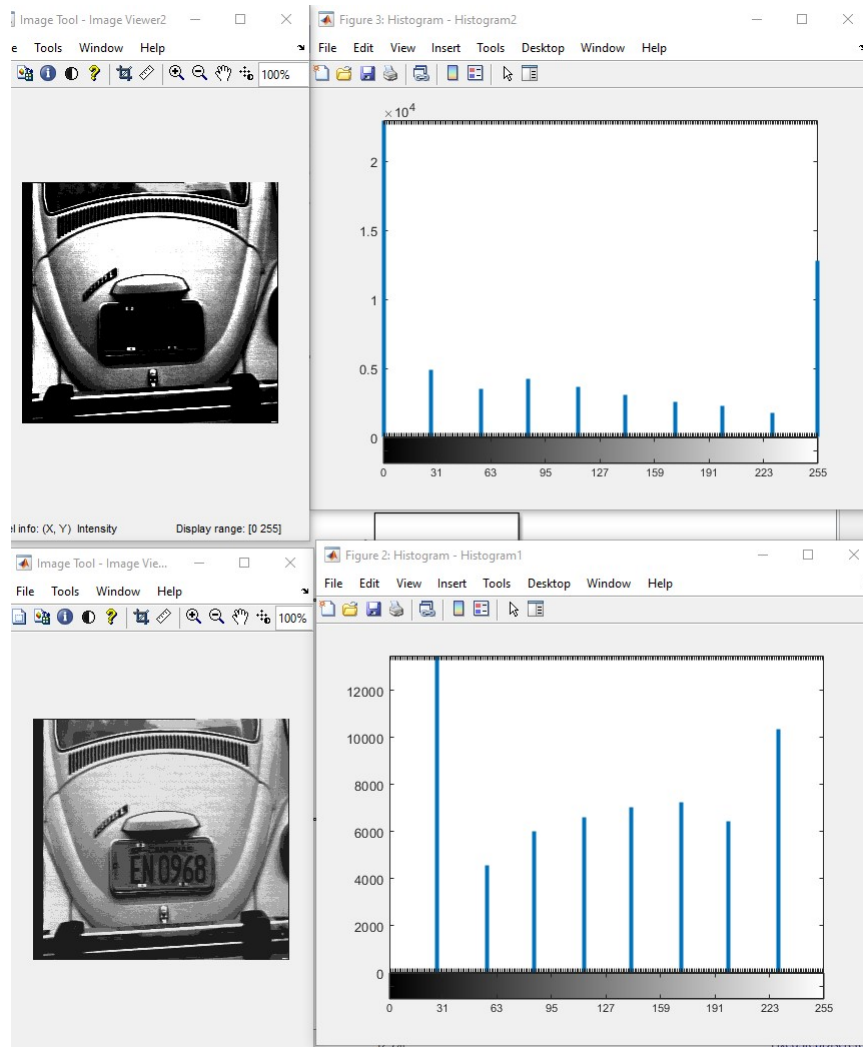 Image Tool - Image Viewer2
e Tools Window Help
100%
el info: (X, Y) Intensity Display range: [0 255]
Figure 3: Histogram - Histogram2
File Edit View Insert Tools Desktop Window Help
×10^4
2
1.5
1
0.5
0
0 31 63 95 127 159 191 223 255
Image Tool - Image Vie...
File Tools Window Help
100%
EN 0968
Figure 2: Histogram - Histogram1
File Edit View Insert Tools Desktop Window Help
12000
10000
8000
6000
4000
2000
0
0 31 63 95 127 159 191 223 255